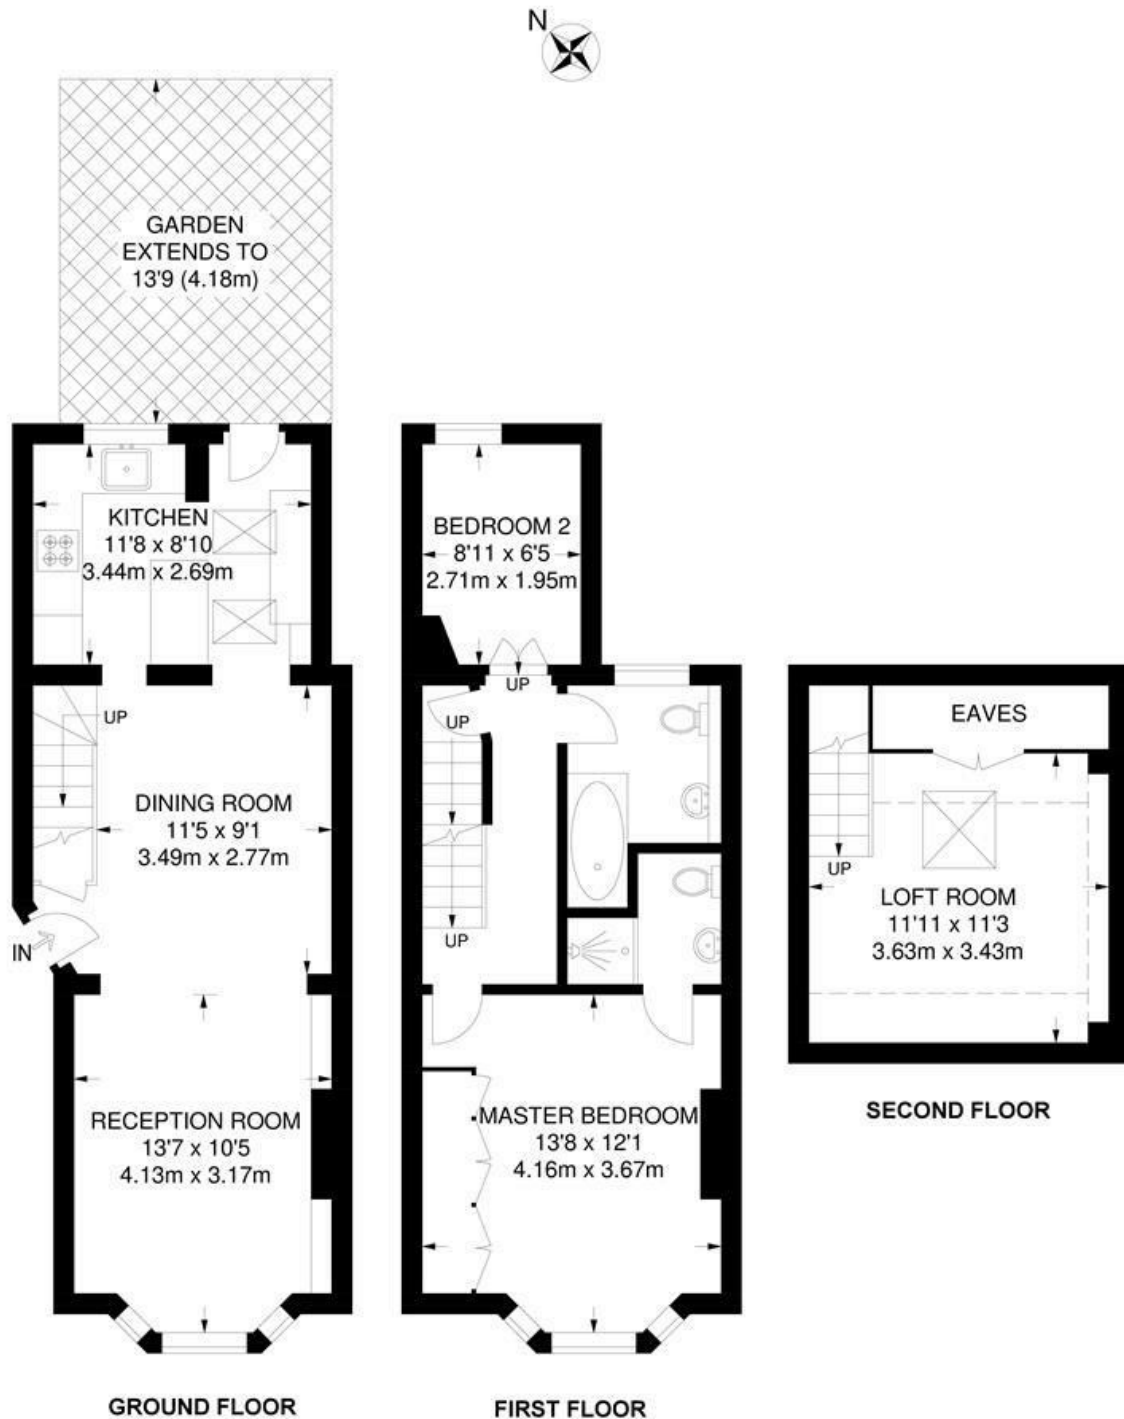 N
GARDEN
EXTENDS TO
13'9 (4.18m)
KITCHEN
11'8 x 8'10
3.44m x 2.69m
UP
DINING ROOM
11'5 x 9'1
3.49m x 2.77m
IN
RECEPTION ROOM
13'7 x 10'5
4.13m x 3.17m
GROUND FLOOR
BEDROOM 2
8'11 x 6'5
2.71m x 1.95m
UP
UP
UP
MASTER BEDROOM
13'8 x 12'1
4.16m x 3.67m
FIRST FLOOR
EAVES
UP
LOFT ROOM
11'11 x 11'3
3.63m x 3.43m
SECOND FLOOR